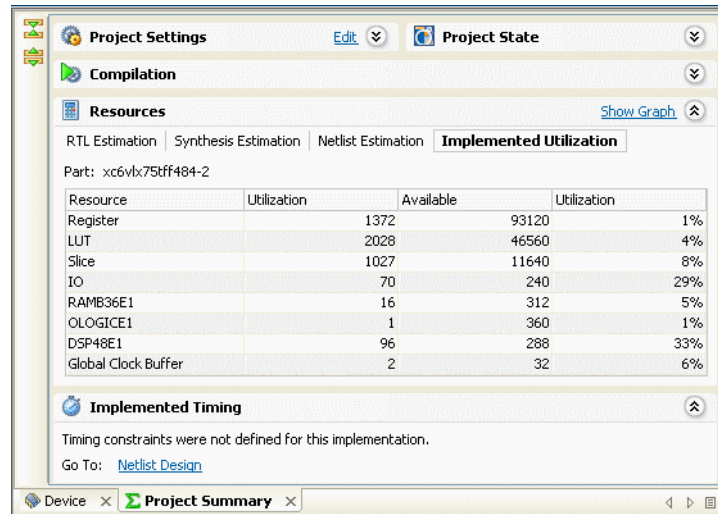 Project Settings Edit Project State
Compilation
Resources Show Graph
RTL Estimation Synthesis Estimation Netlist Estimation Implemented Utilization
Part: xc6vlx75tff484-2
Resource Utilization Available Utilization
Register 1372 93120 1%
LUT 2028 46560 4%
Slice 1027 11640 8%
IO 70 240 29%
RAMB36E1 16 312 5%
OLOGICE1 1 360 1%
DSP48E1 96 288 33%
Global Clock Buffer 2 32 6%
Implemented Timing
Timing constraints were not defined for this implementation.
Go To: Netlist Design
Device Project Summary